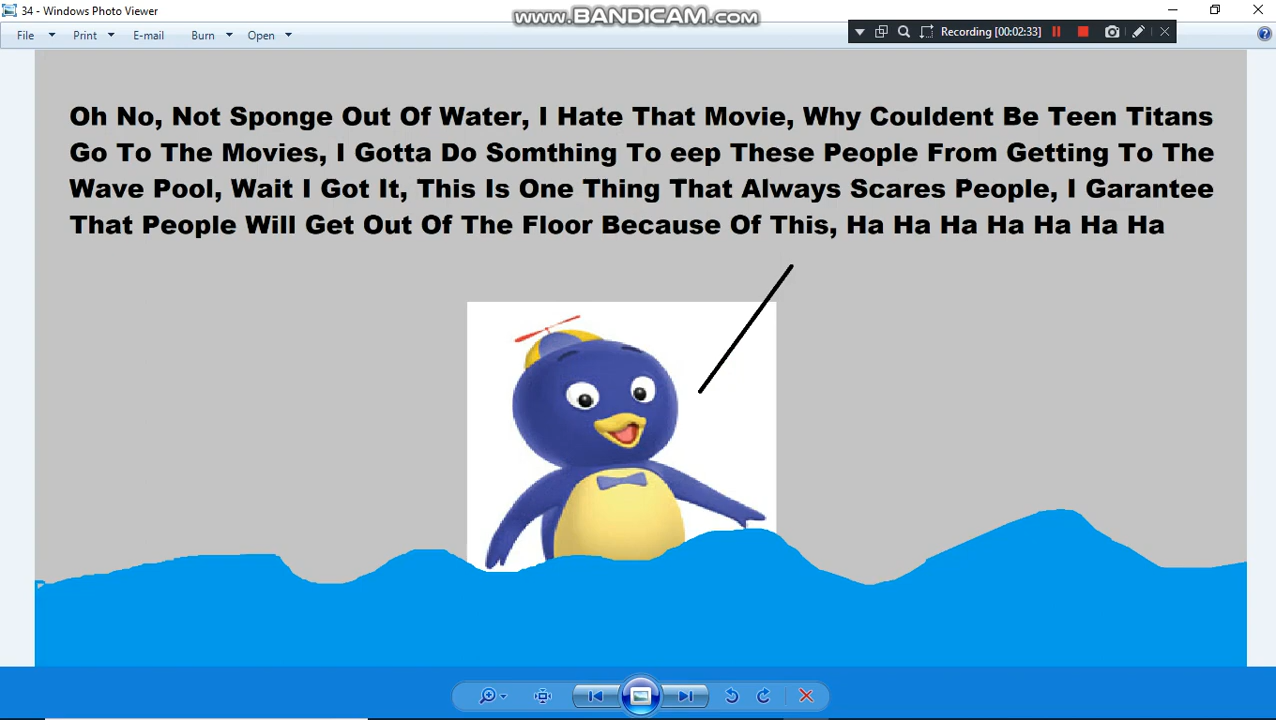 34 - Windows Photo Viewer
www.BANDICAM.com
File Print E-mail Burn Open
Recording [00:02:33]
Oh No, Not Sponge Out Of Water, I Hate That Movie, Why Couldent Be Teen Titans
Go To The Movies, I Gotta Do Somthing To eep These People From Getting To The
Wave Pool, Wait I Got It, This Is One Thing That Always Scares People, I Garantee
That People Will Get Out Of The Floor Because Of This, Ha Ha Ha Ha Ha Ha Ha